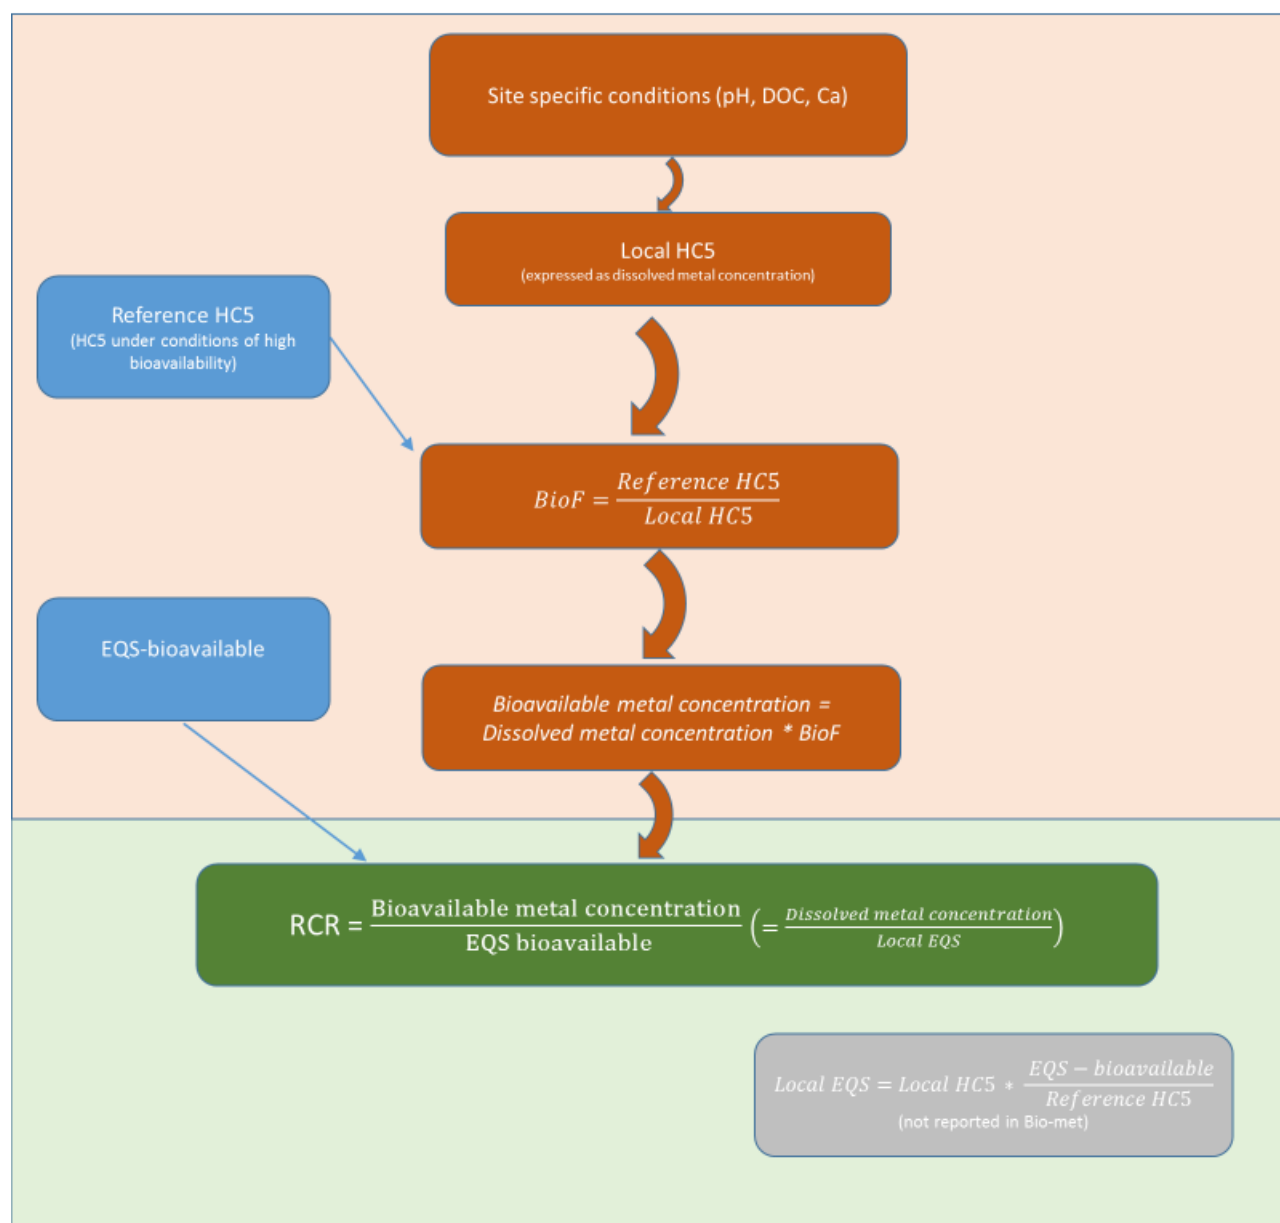 Site specific conditions (pH, DOC, Ca)
Local HC5
(expressed as dissolved metal concentration)
Reference HC5
(HC5 under conditions of high
bioavailability)
BioF = Reference HC5 / Local HC5
EQS-bioavailable
Bioavailable metal concentration =
Dissolved metal concentration * BioF
RCR = Bioavailable metal concentration / EQS bioavailable (= Dissolved metal concentration / Local EQS)
Local EQS = Local HC5 * EQS − bioavailable / Reference HC5
(not reported in Bio-met)